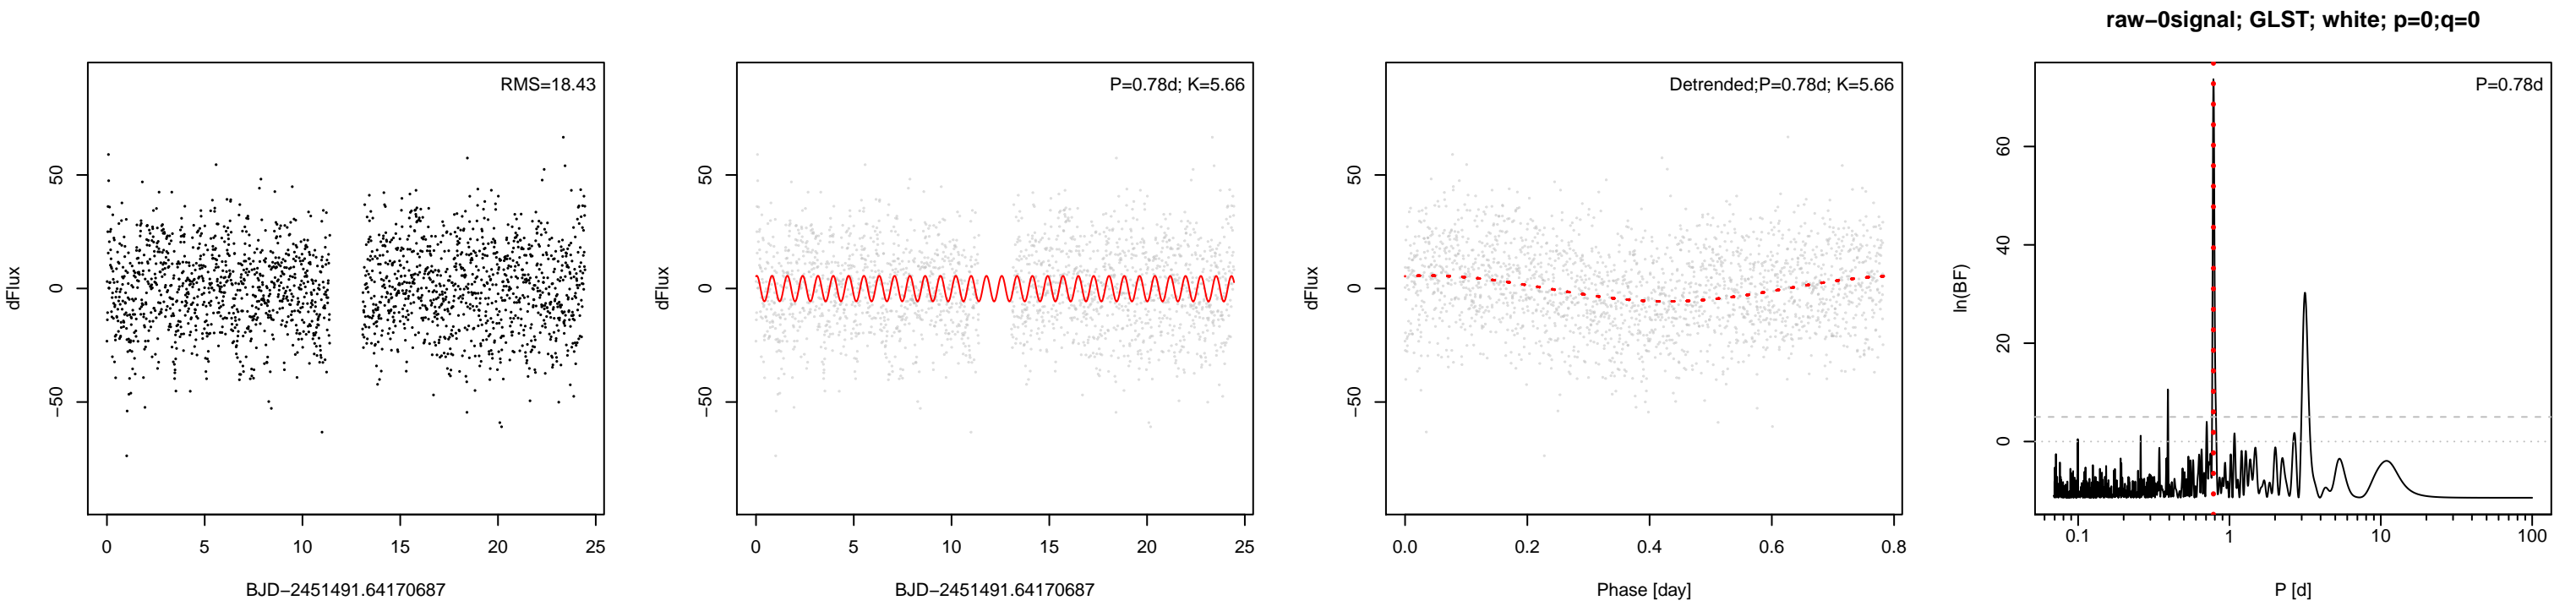 raw−0signal; GLST; white; p=0;q=0
RMS=18.43
dFlux
50
0
−50
0 5 10 15 20 25
BJD−2451491.64170687
P=0.78d; K=5.66
dFlux
50
0
−50
0 5 10 15 20 25
BJD−2451491.64170687
Detrended;P=0.78d; K=5.66
dFlux
50
0
−50
0.0 0.2 0.4 0.6 0.8
Phase [day]
P=0.78d
ln(BF)
60
40
20
0
0.1 1 10 100
P [d]